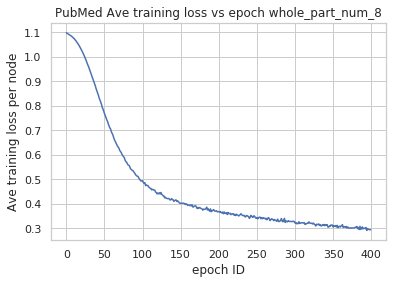 PubMed Ave training loss vs epoch whole_part_num_8
Ave training loss per node
1.1
1.0
0.9
0.8
0.7
0.6
0.5
0.4
0.3
0 50 100 150 200 250 300 350 400
epoch ID